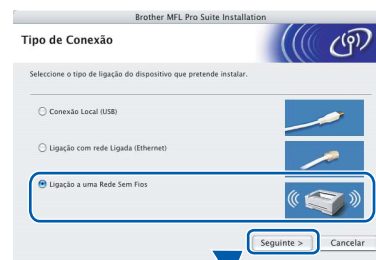 Brother MFL Pro Suite Installation
Tipo de Conexão
Seleccione o tipo de ligação do dispositivo que pretende instalar.
Conexão Local (USB)
Ligação com rede Ligada (Ethernet)
Ligação a uma Rede Sem Fios
Seguinte >
Cancelar